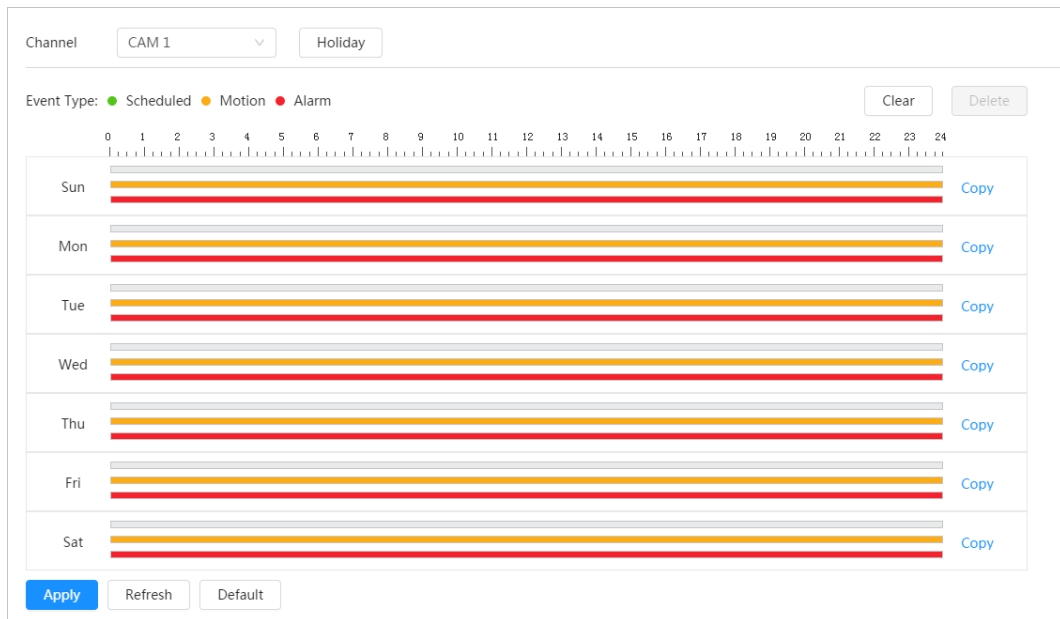 Channel CAM 1 Holiday
Event Type: Scheduled Motion Alarm Clear Delete
0 1 2 3 4 5 6 7 8 9 10 11 12 13 14 15 16 17 18 19 20 21 22 23 24
Sun Copy
Mon Copy
Tue Copy
Wed Copy
Thu Copy
Fri Copy
Sat Copy
Apply Refresh Default